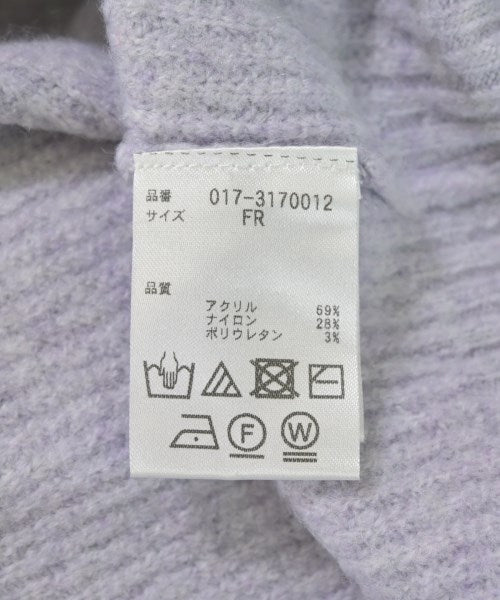 品番 017-3170012
サイズ FR
品質
アクリル 69%
ナイロン 28%
ポリウレタン 3%
F W